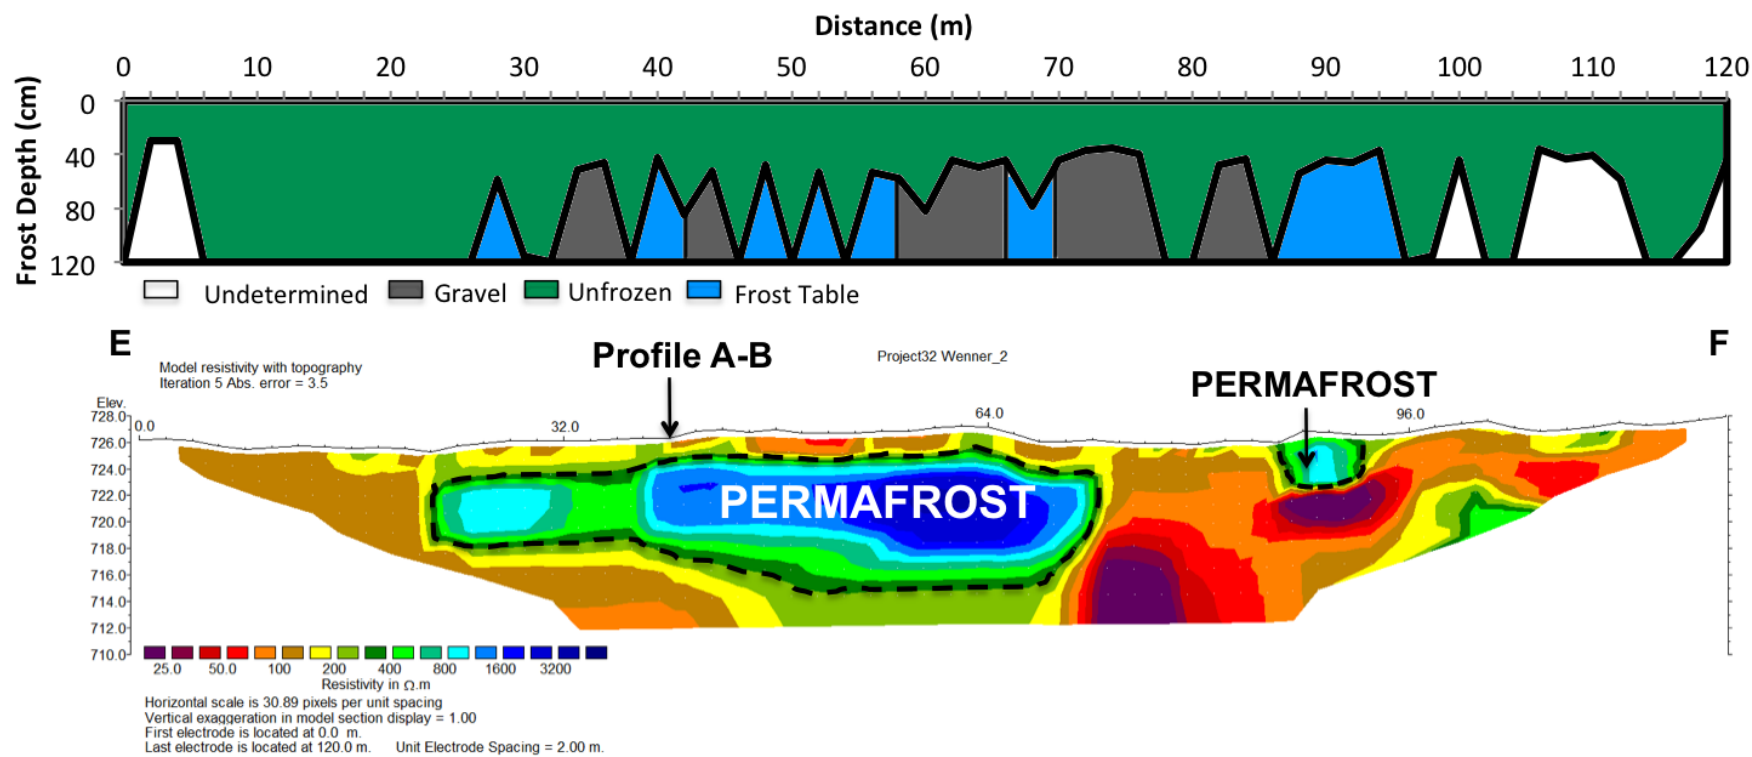 Distance (m)
0 10 20 30 40 50 60 70 80 90 100 110 120
Frost Depth (cm)
0
40
80
120
Undetermined Gravel Unfrozen Frost Table
E F
Profile A-B
Project32 Wenner_2
Model resistivity with topography
Iteration 5 Abs. error = 3.5
PERMAFROST
Elev.
728.0
0.0 32.0 64.0 96.0
726.0
724.0
722.0
PERMAFROST
720.0
718.0
716.0
714.0
712.0
710.0
25.0 50.0 100 200 400 800 1600 3200
Resistivity in Ω.m
Horizontal scale is 30.89 pixels per unit spacing
Vertical exaggeration in model section display = 1.00
First electrode is located at 0.0 m.
Last electrode is located at 120.0 m. Unit Electrode Spacing = 2.00 m.